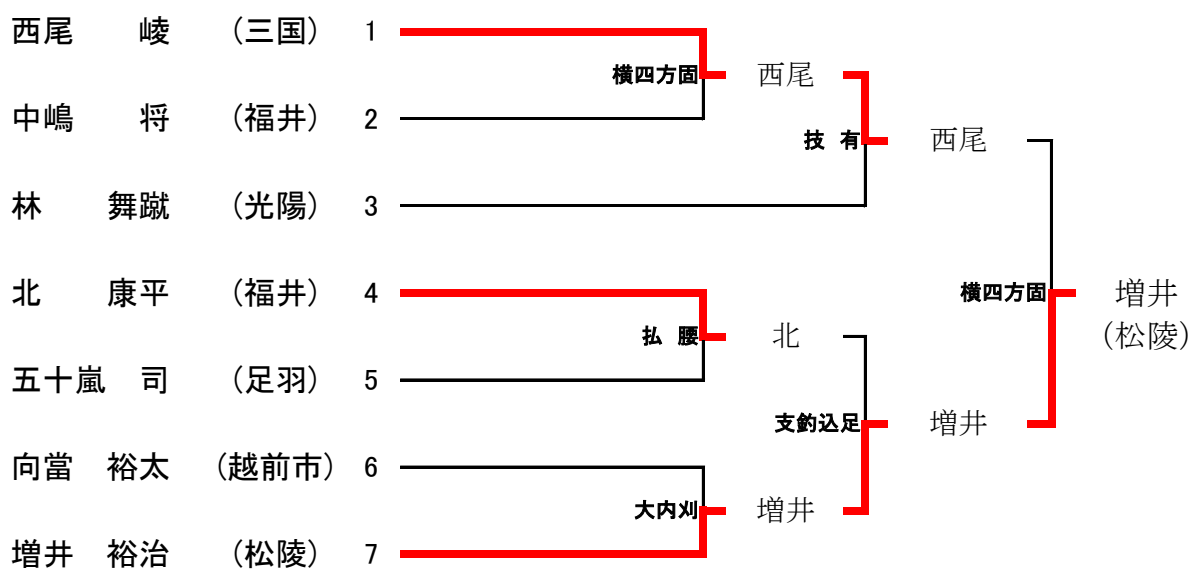 西尾　崚　（三国）　1
横四方固　西尾
中嶋　将　（福井）　2
技 有　西尾
林　舞蹴　（光陽）　3
北　康平　（福井）　4
横四方固　増井
（松陵）
払 腰　北
五十嵐　司　（足羽）　5
支釣込足　増井
向當　裕太　（越前市）　6
大内刈　増井
増井　裕治　（松陵）　7